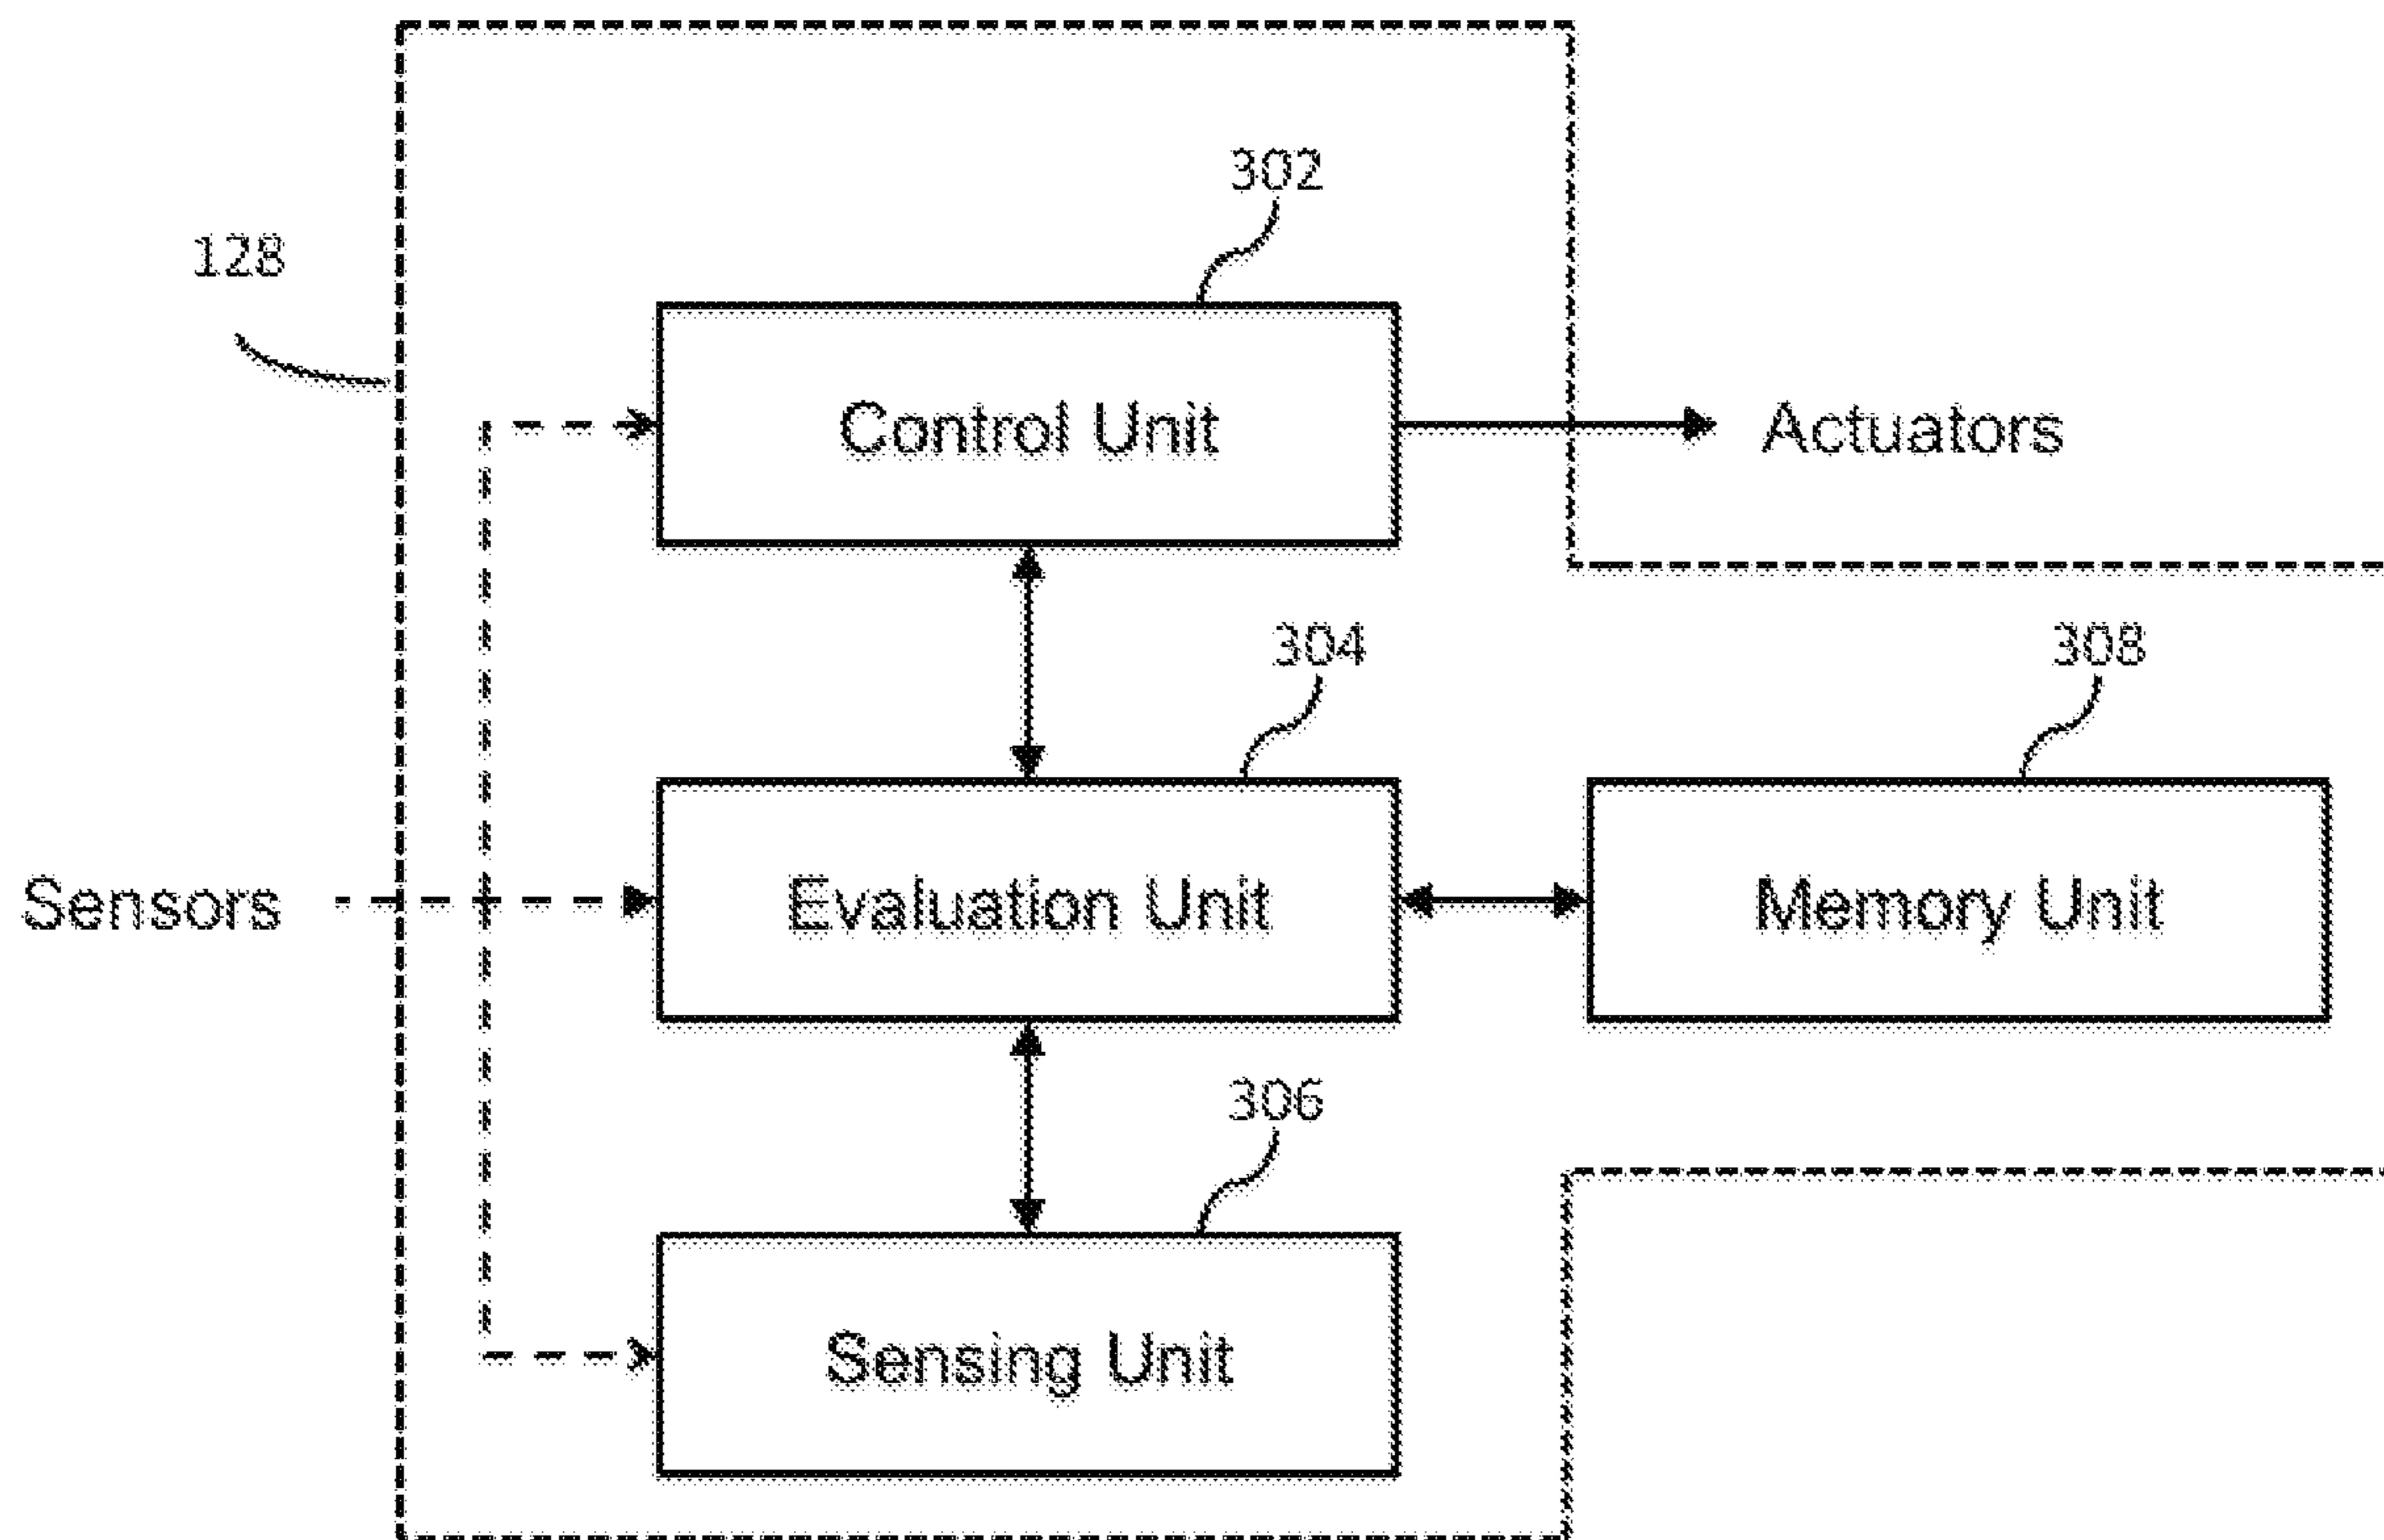 302
128
Control Unit
Actuators
304
308
Sensors
Evaluation Unit
Memory Unit
306
Sensing Unit